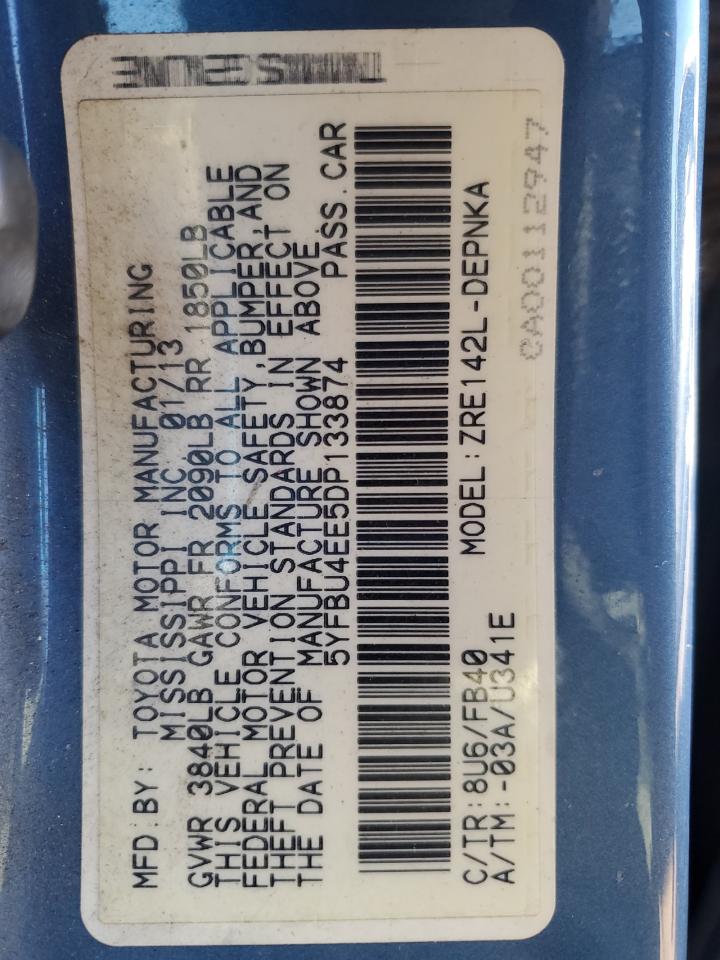 MFD.BY: TOYOTA MOTOR MANUFACTURING
MISSISSIPPI INC. 01/13
GVWR 3840LB GAWR FR 2090LB RR 1850LB
THIS VEHICLE CONFORMS TO ALL APPLICABLE
FEDERAL MOTOR VEHICLE SAFETY, BUMPER, AND
THEFT PREVENTION STANDARDS IN EFFECT ON
THE DATE OF MANUFACTURE SHOWN ABOVE.
5YFBU4EE5DP133874 PASS.CAR
C/TR:8U6/FB40 MODEL:ZRE142L-DEPNKA
A/TM:-03A/U341E
CA00112947